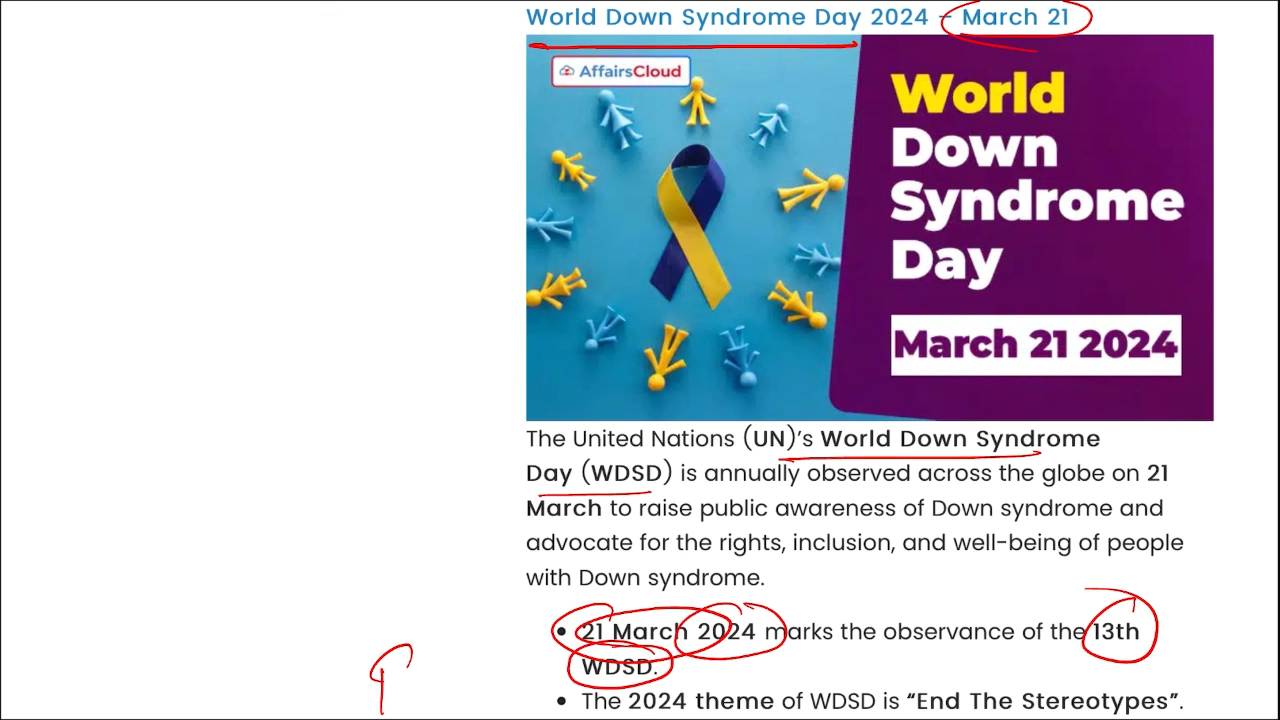 World Down Syndrome Day 2024 – March 21
AffairsCloud
World
Down
Syndrome
Day
March 21 2024
The United Nations (UN)’s World Down Syndrome
Day (WDSD) is annually observed across the globe on 21
March to raise public awareness of Down syndrome and
advocate for the rights, inclusion, and well-being of people
with Down syndrome.
• 21 March 2024 marks the observance of the 13th
WDSD.
• The 2024 theme of WDSD is “End The Stereotypes”.